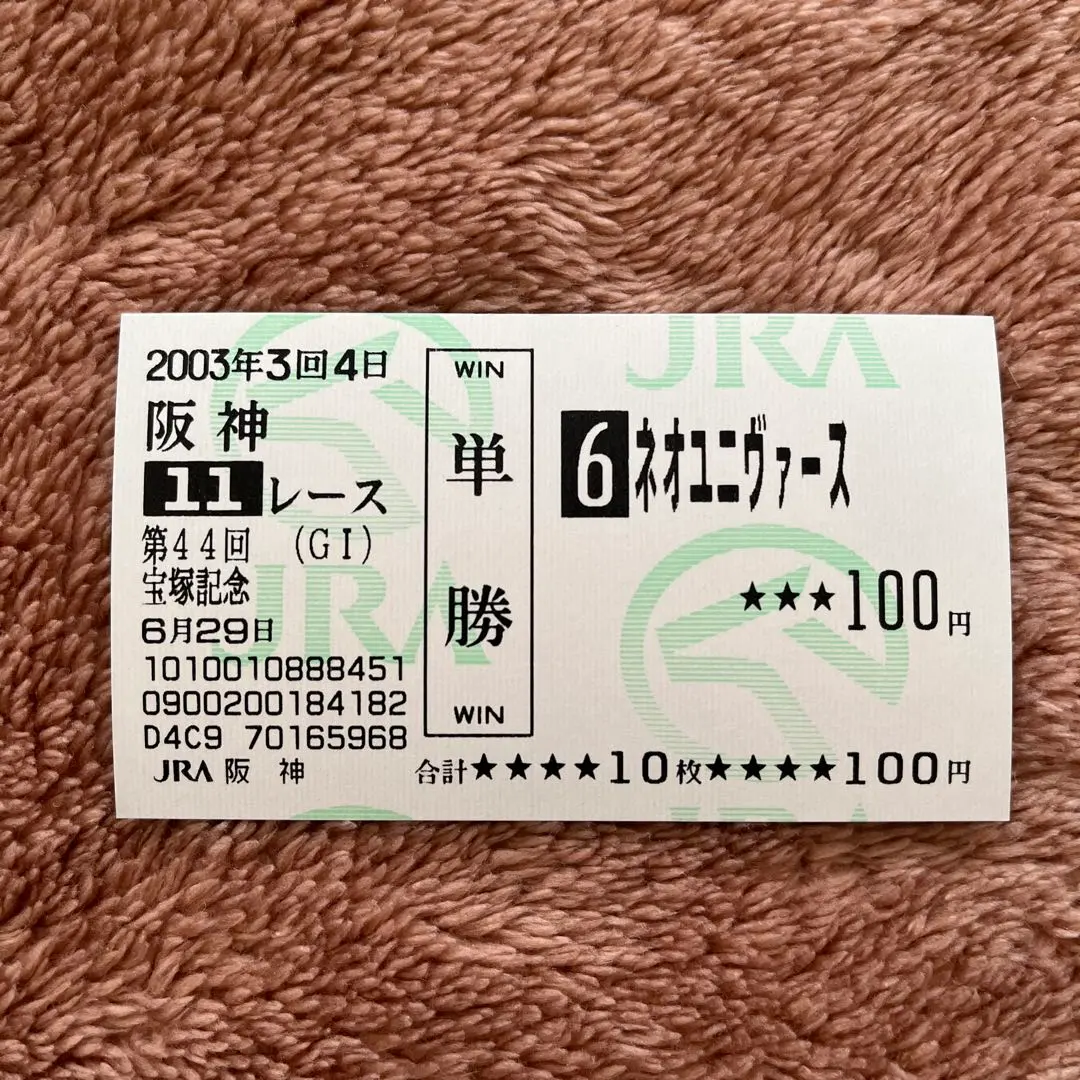 2003年3回4日
阪神
11レース
第44回 (GI)
宝塚記念
6月29日
1010010888451
0900200184182
D4C9 70165968
JRA 阪 神
WIN
単勝
WIN
6 ネオユニヴァース
★★★100円
合計★★★★10枚★★★★100円
JRA
JRA